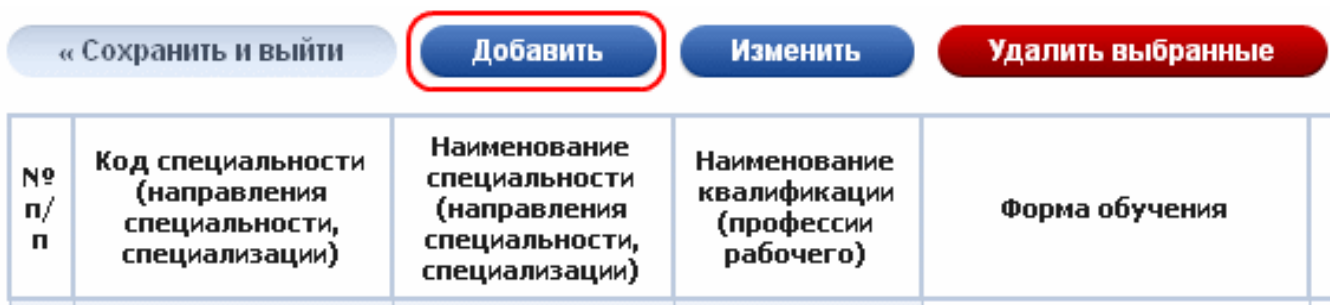 « Сохранить и выйти
Добавить
Изменить
Удалить выбранные
№
п/
п
Код специальности
(направления
специальности,
специализации)
Наименование
специальности
(направления
специальности,
специализации)
Наименование
квалификации
(профессии
рабочего)
Форма обучения